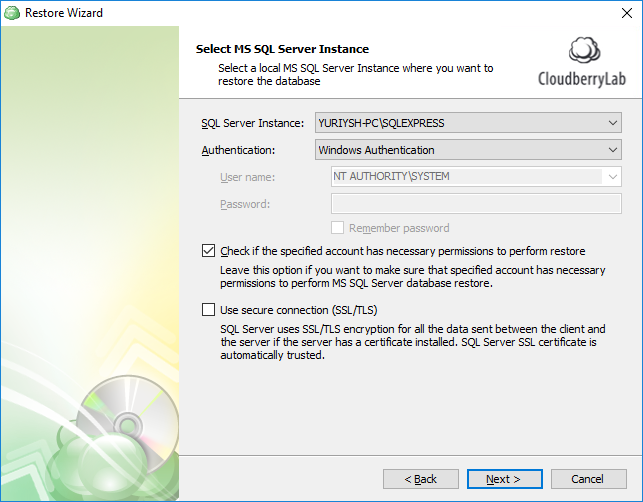 Restore Wizard
Select MS SQL Server Instance
Select a local MS SQL Server Instance where you want to
restore the database
CloudberryLab
SQL Server Instance: YURIYSH-PC\SQLEXPRESS
Authentication: Windows Authentication
User name: NT AUTHORITY\SYSTEM
Password:
Remember password
Check if the specified account has necessary permissions to perform restore
Leave this option if you want to make sure that specified account has necessary
permissions to perform MS SQL Server database restore.
Use secure connection (SSL/TLS)
SQL Server uses SSL/TLS encryption for all the data sent between the client and
the server if the server has a certificate installed. SQL Server SSL certificate is
automatically trusted.
< Back
Next >
Cancel